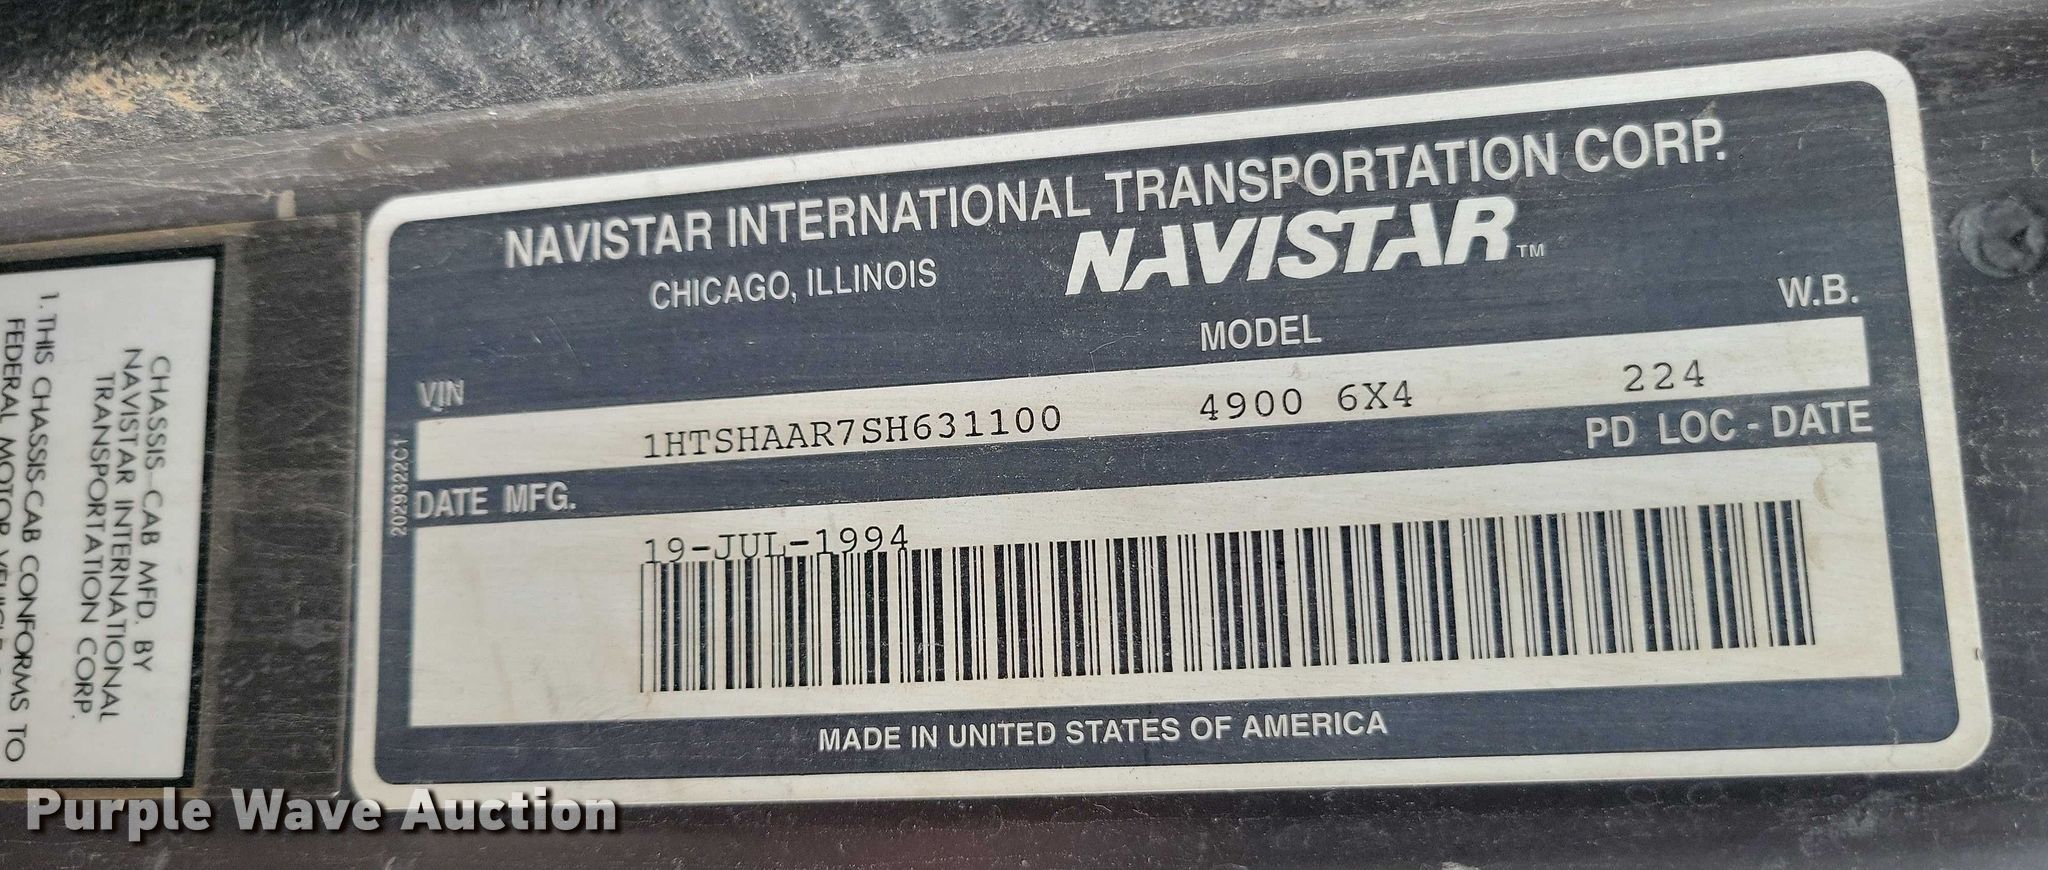 NAVISTAR INTERNATIONAL TRANSPORTATION CORP.
CHICAGO, ILLINOIS
NAVISTAR™
VIN
MODEL
W.B.
1HTSHAAR7SH631100 4900 6X4 224
DATE MFG.
PD LOC - DATE
19-JUL-1994
2029322C1
MADE IN UNITED STATES OF AMERICA
CHASSIS-CAB MFD. BY
NAVISTAR INTERNATIONAL
TRANSPORTATION CORP.
1. THIS CHASSIS-CAB CONFORMS TO
FEDERAL MOTOR
Purple Wave Auction